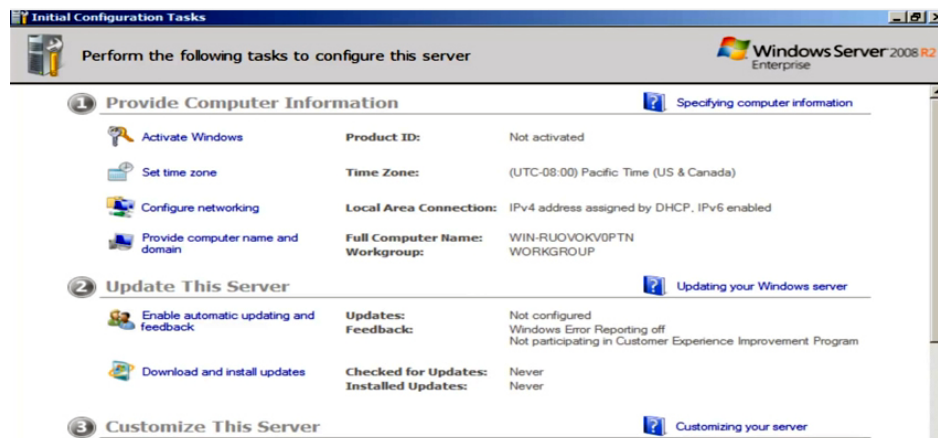 Initial Configuration Tasks
Perform the following tasks to configure this server
Windows Server 2008 R2
Enterprise
1 Provide Computer Information
Specifying computer information
Activate Windows Product ID: Not activated
Set time zone Time Zone: (UTC-08:00) Pacific Time (US & Canada)
Configure networking Local Area Connection: IPv4 address assigned by DHCP, IPv6 enabled
Provide computer name and domain
Full Computer Name: WIN-RUOVOKV0PTN
Workgroup: WORKGROUP
2 Update This Server
Updating your Windows server
Enable automatic updating and
feedback
Updates: Not configured
Feedback: Windows Error Reporting off
Not participating in Customer Experience Improvement Program
Download and install updates
Checked for Updates: Never
Installed Updates: Never
3 Customize This Server
Customizing your server